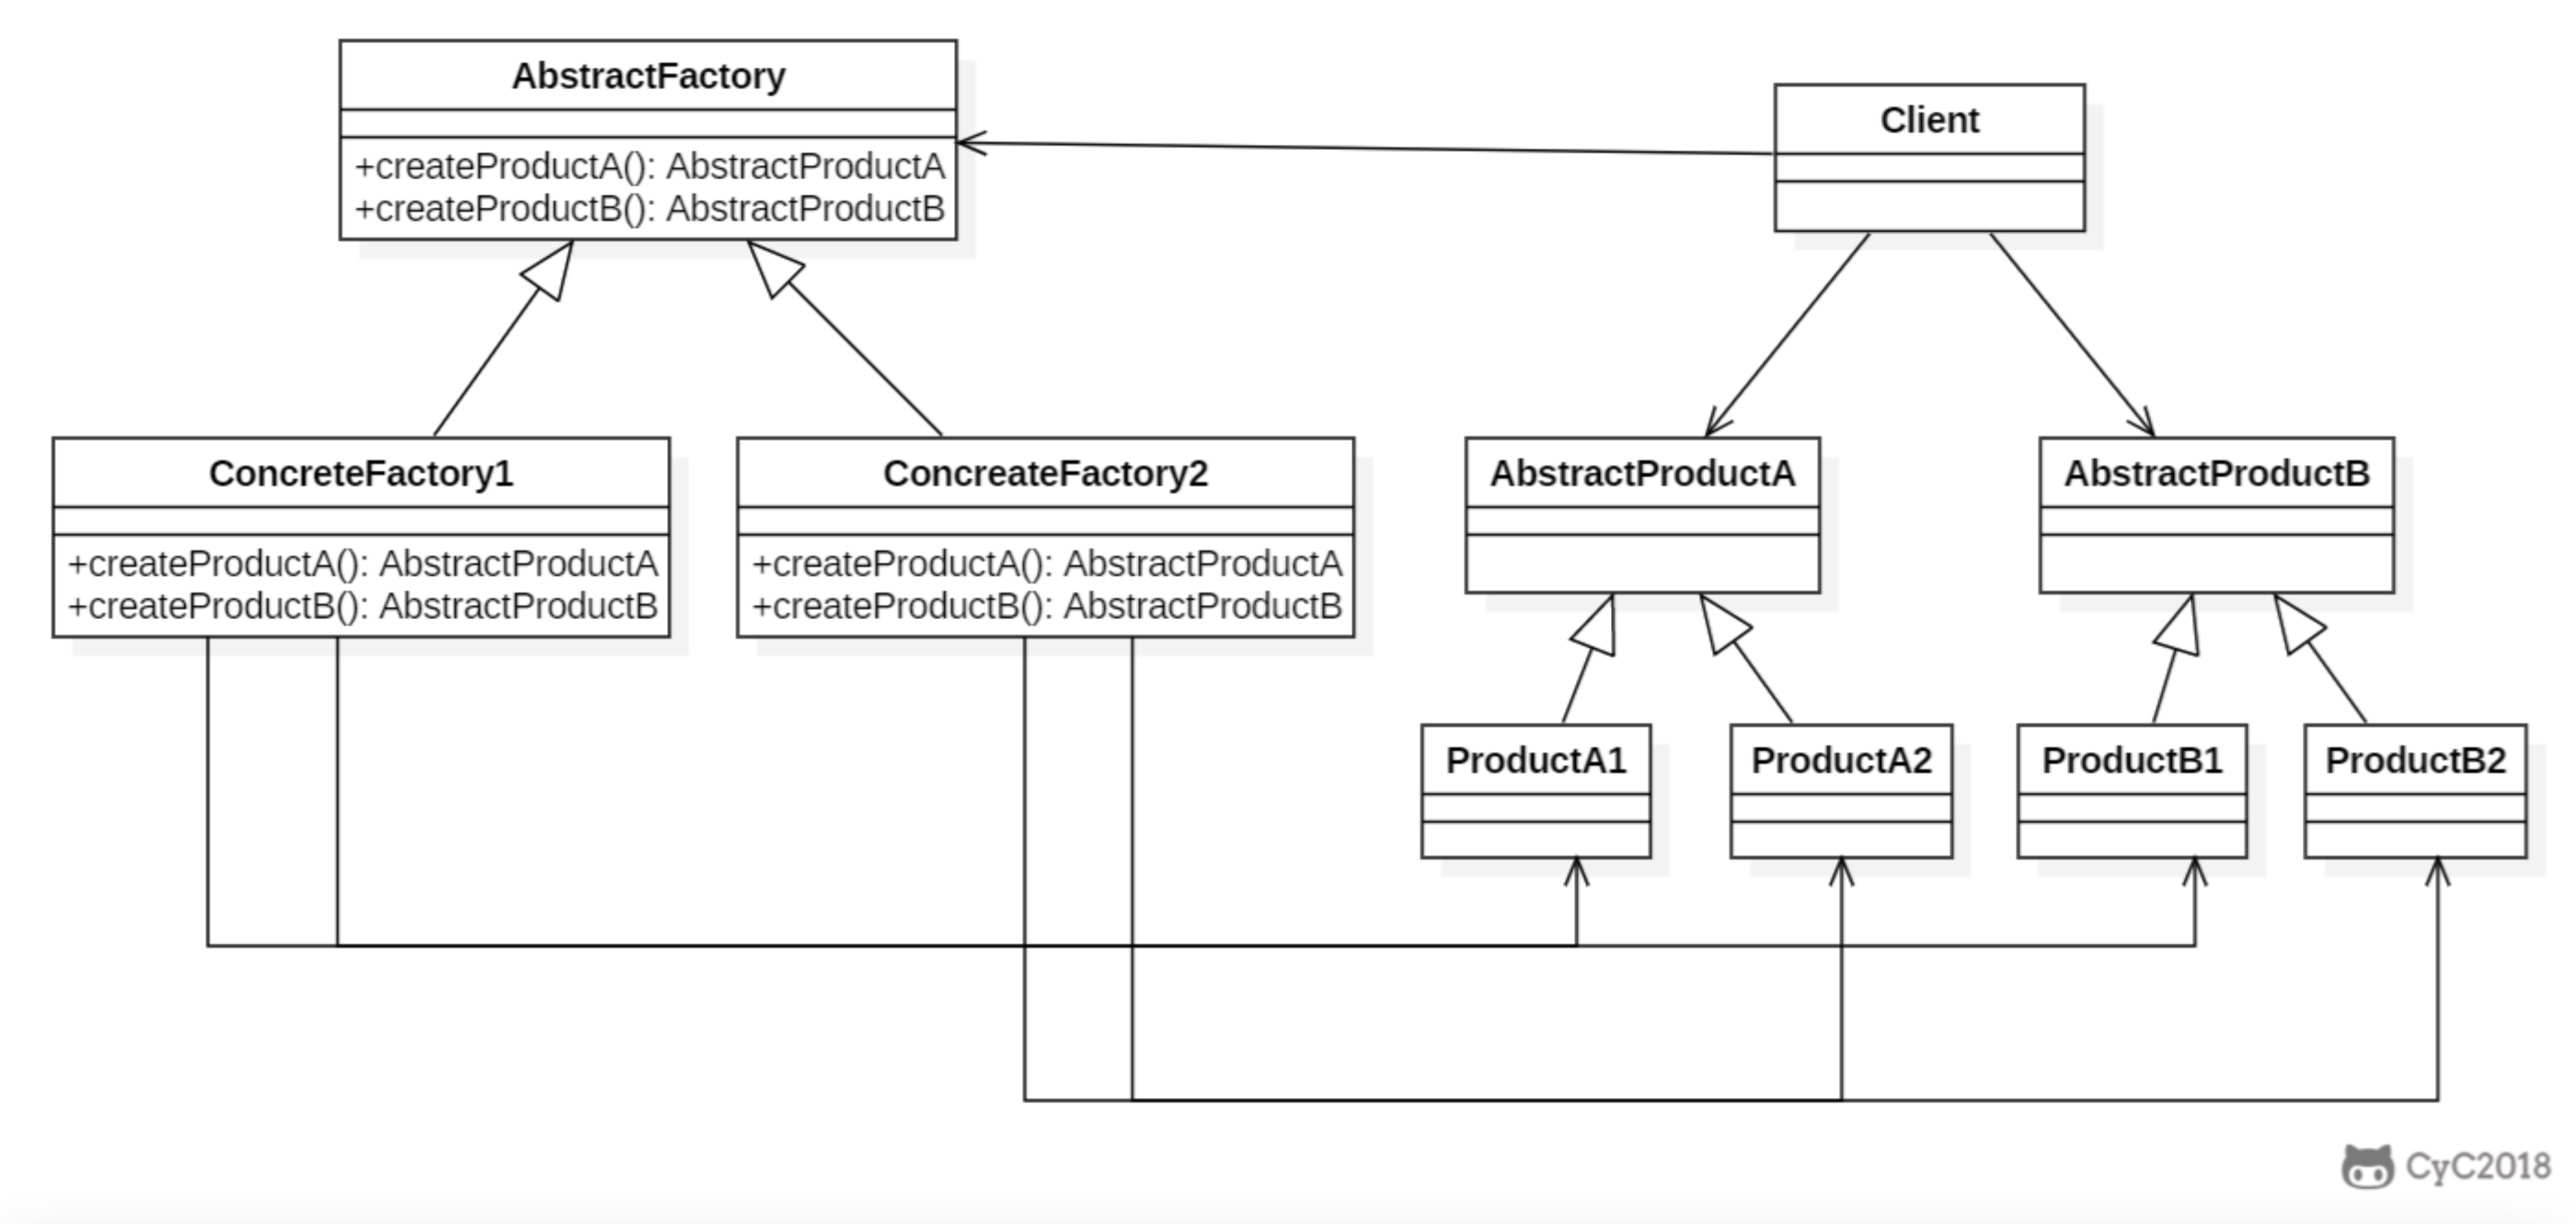 AbstractFactory
+createProductA(): AbstractProductA
+createProductB(): AbstractProductB
Client
ConcreteFactory1
+createProductA(): AbstractProductA
+createProductB(): AbstractProductB
ConcreateFactory2
+createProductA(): AbstractProductA
+createProductB(): AbstractProductB
AbstractProductA
AbstractProductB
ProductA1
ProductA2
ProductB1
ProductB2
CyC2018